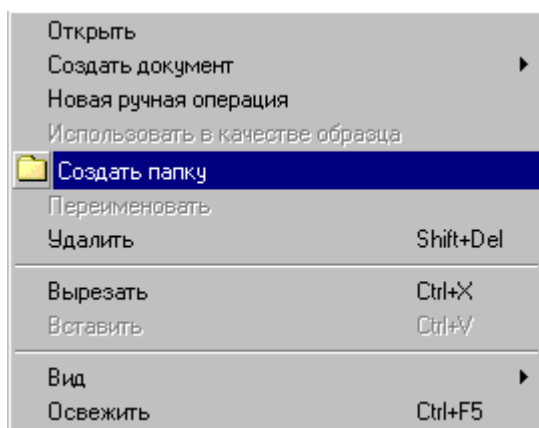 Открыть
Создать документ
Новая ручная операция
Использовать в качестве образца
Создать папку
Переименовать
Удалить Shift+Del
Вырезать Ctrl+X
Вставить Ctrl+V
Вид
Освежить Ctrl+F5